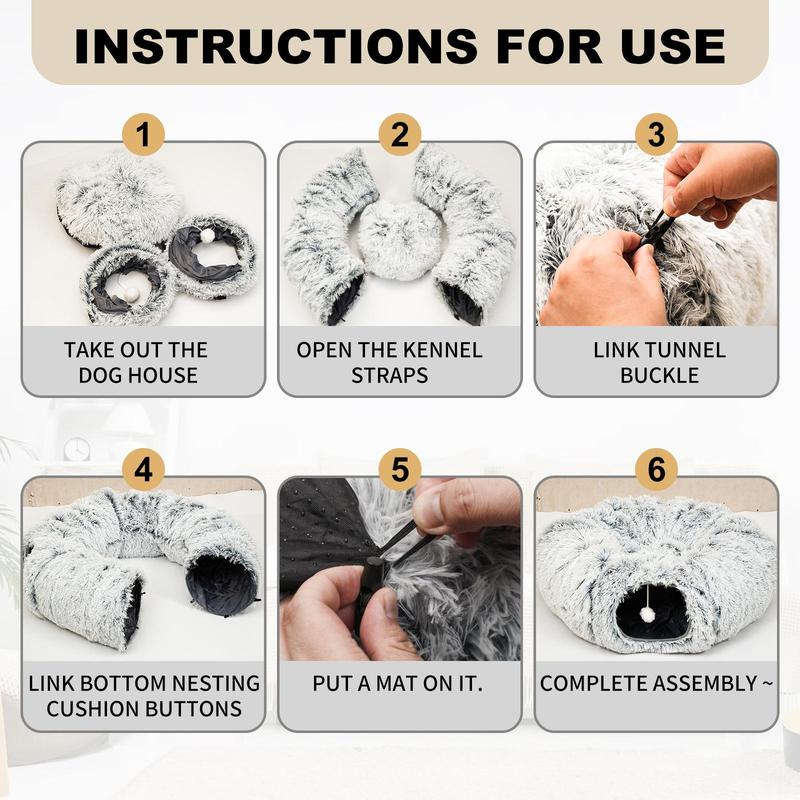 INSTRUCTIONS FOR USE
1
TAKE OUT THE
DOG HOUSE
2
OPEN THE KENNEL
STRAPS
3
LINK TUNNEL
BUCKLE
4
LINK BOTTOM NESTING
CUSHION BUTTONS
5
PUT A MAT ON IT.
6
COMPLETE ASSEMBLY ~